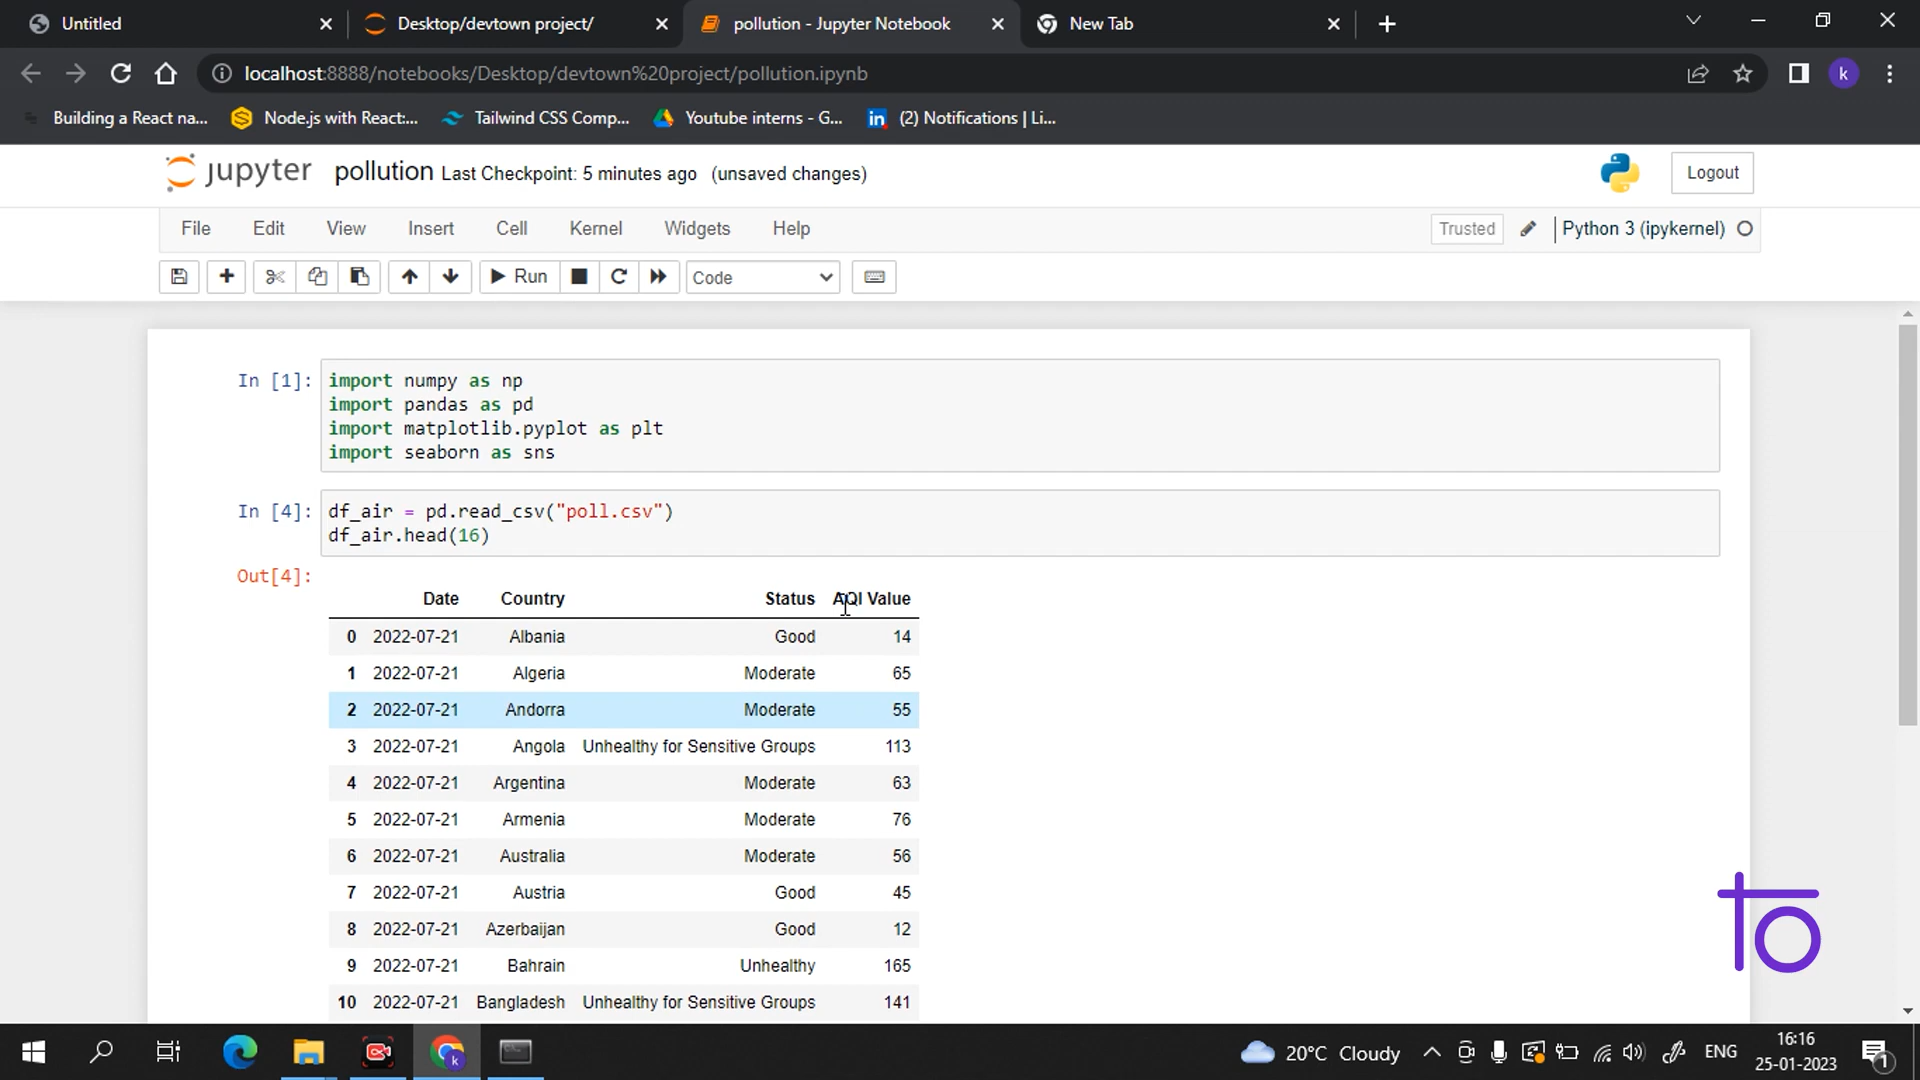 Untitled
Desktop/devtown project/
pollution - Jupyter Notebook
New Tab
localhost:8888/notebooks/Desktop/devtown%20project/pollution.ipynb
k
Building a React na...
Node.js with React:...
Tailwind CSS Comp...
Youtube interns - G...
(2) Notifications | Li...
jupyter pollution Last Checkpoint: 5 minutes ago (unsaved changes)
Logout
File Edit View Insert Cell Kernel Widgets Help
Trusted
Python 3 (ipykernel)
Run
Code
In [1]: import numpy as np
import pandas as pd
import matplotlib.pyplot as plt
import seaborn as sns
In [4]: df_air = pd.read_csv("poll.csv")
df_air.head(16)
Out[4]:
Date Country Status AQI Value
0 2022-07-21 Albania Good 14
1 2022-07-21 Algeria Moderate 65
2 2022-07-21 Andorra Moderate 55
3 2022-07-21 Angola Unhealthy for Sensitive Groups 113
4 2022-07-21 Argentina Moderate 63
5 2022-07-21 Armenia Moderate 76
6 2022-07-21 Australia Moderate 56
7 2022-07-21 Austria Good 45
8 2022-07-21 Azerbaijan Good 12
9 2022-07-21 Bahrain Unhealthy 165
10 2022-07-21 Bangladesh Unhealthy for Sensitive Groups 141
20°C Cloudy
ENG
16:16
25-01-2023
1